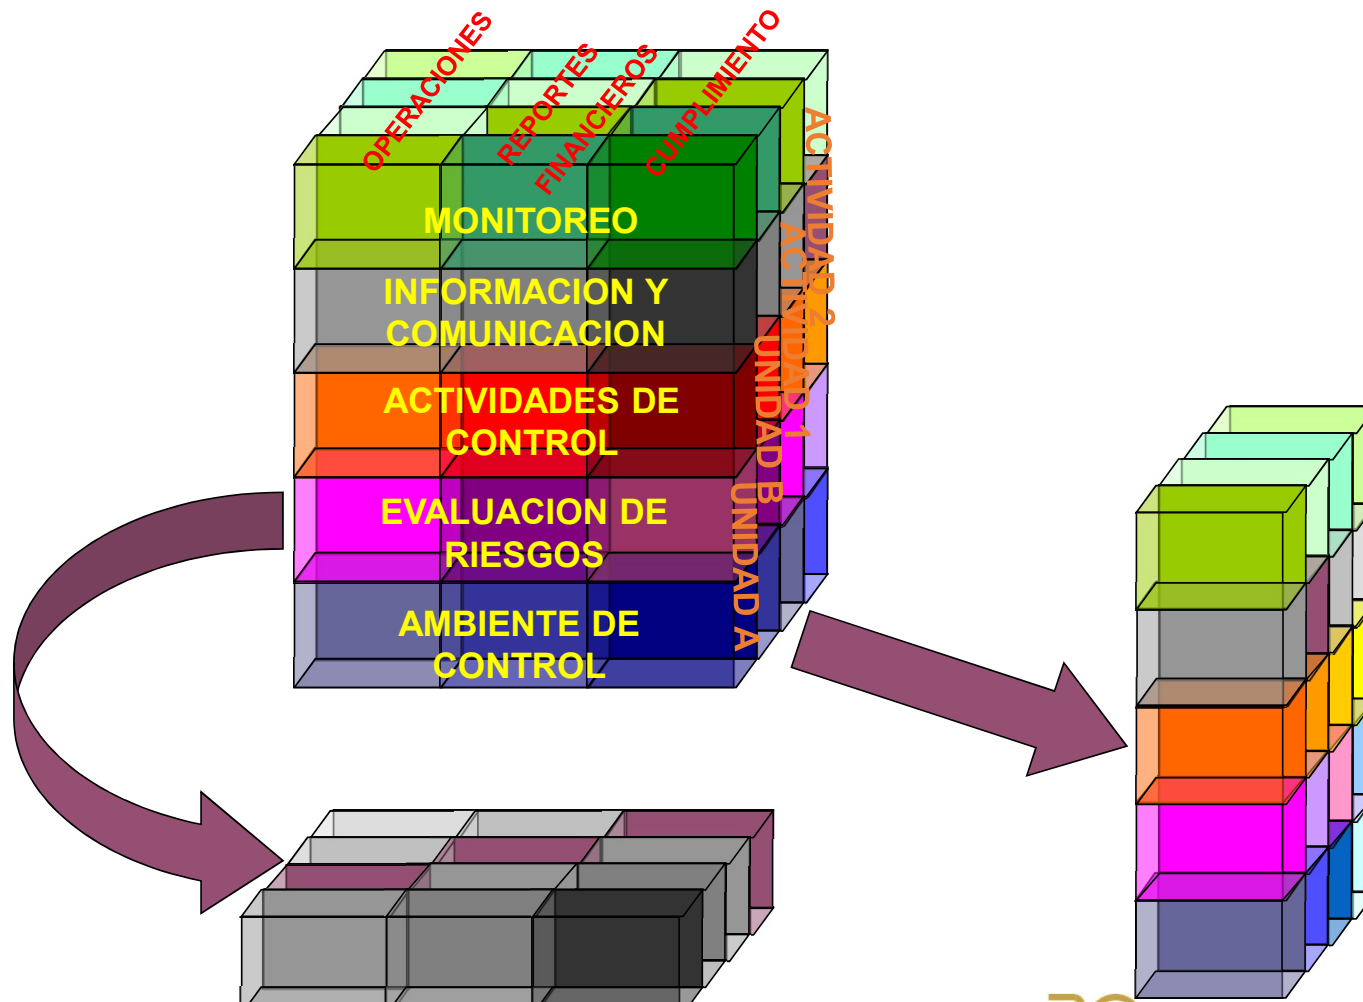 OPERACIONES
REPORTES
FINANCIEROS
CUMPLIMIENTO
MONITOREO
INFORMACION Y
COMUNICACION
ACTIVIDADES DE
CONTROL
EVALUACION DE
RIESGOS
AMBIENTE DE
CONTROL
UNIDAD A
UNIDAD B
ACTIVIDAD 1
ACTIVIDAD 2